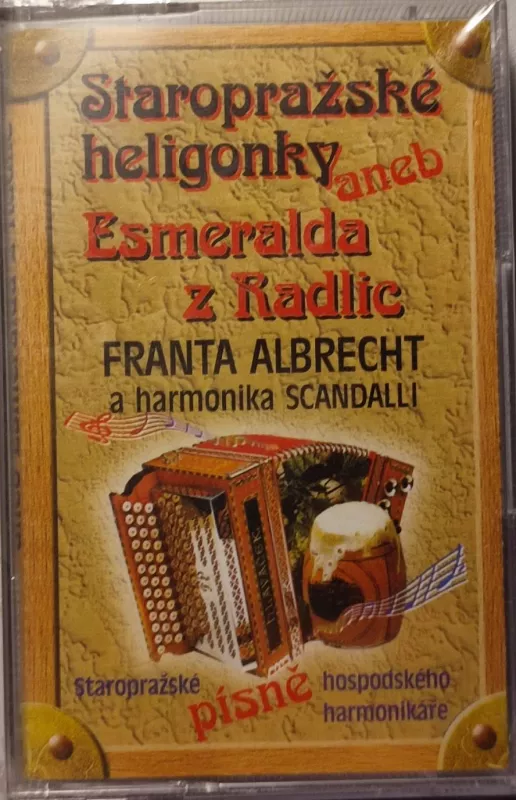 Staropražské
heligonky aneb
Esmeralda
z Radlic
FRANTA ALBRECHT
a harmonika SCANDALLI
Staropražské písně hospodského
harmonikáře